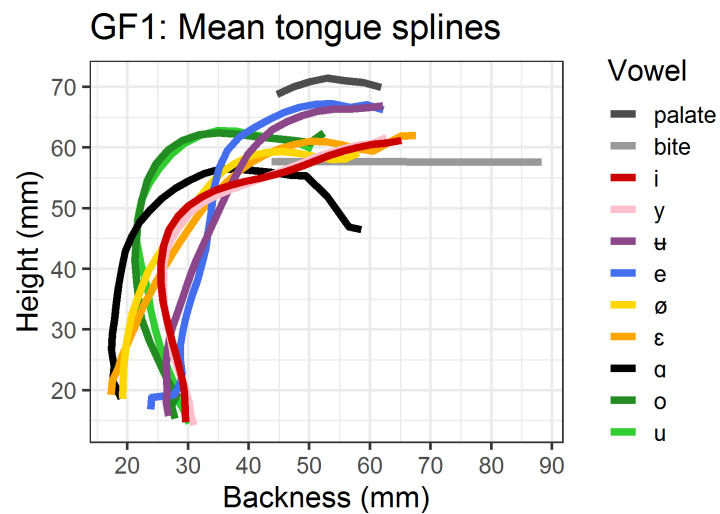 GF1: Mean tongue splines
Height (mm)
70
60
50
40
30
20
20 30 40 50 60 70 80 90
Backness (mm)
Vowel
palate
bite
i
y
ʉ
e
ø
ɛ
ɑ
o
u